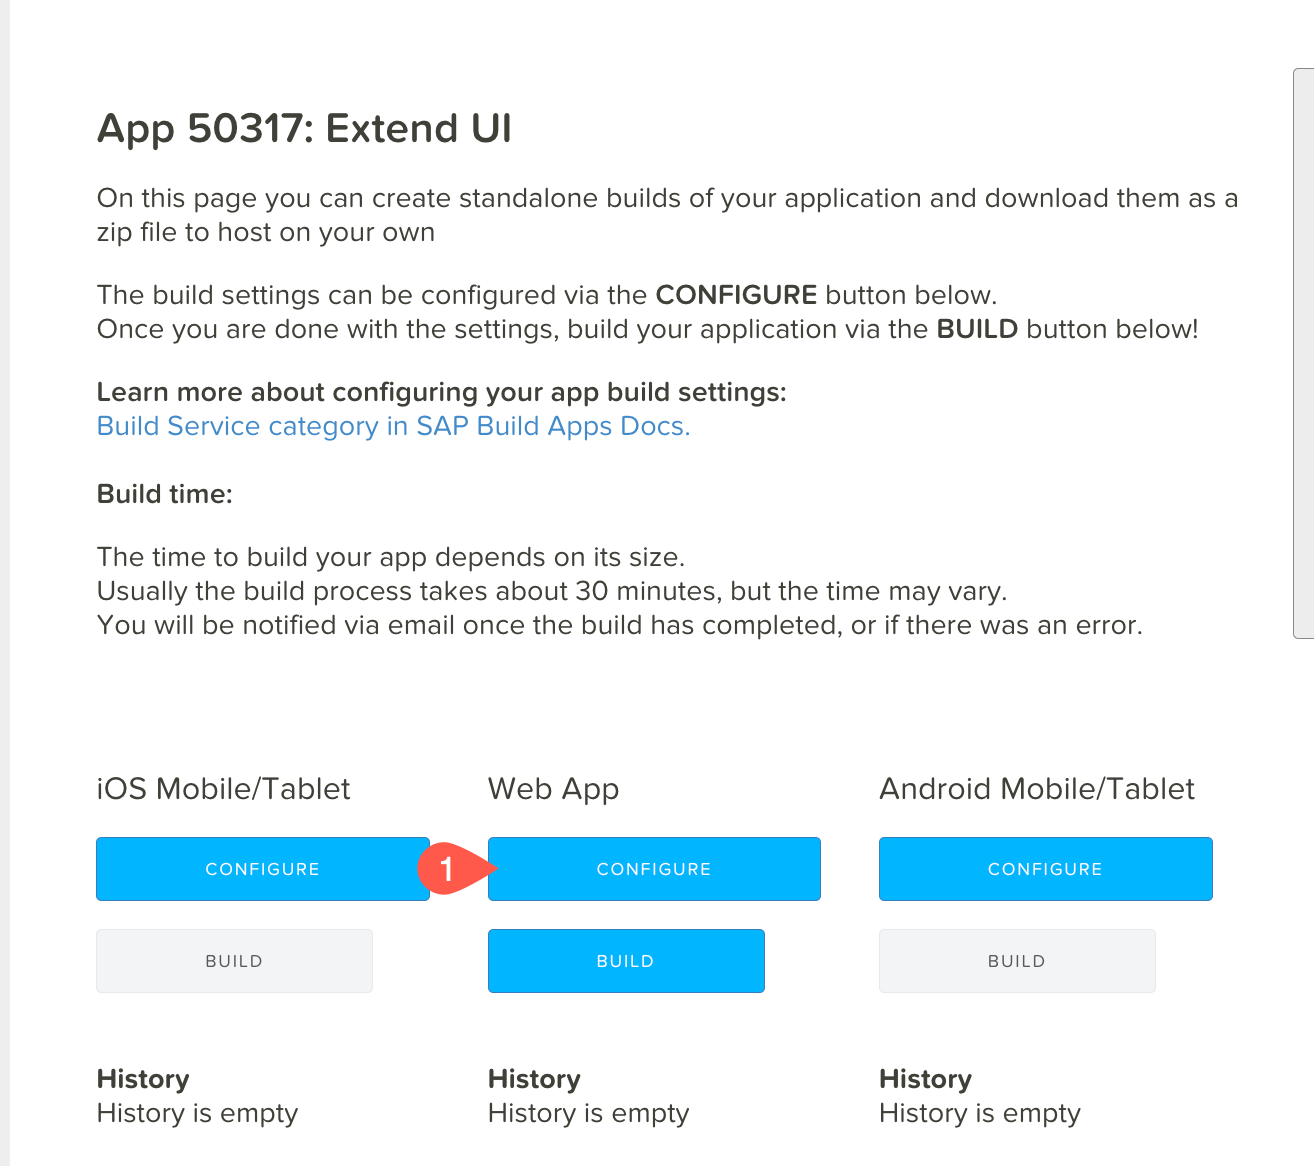 App 50317: Extend UI
On this page you can create standalone builds of your application and download them as a
zip file to host on your own
The build settings can be configured via the CONFIGURE button below.
Once you are done with the settings, build your application via the BUILD button below!
Learn more about configuring your app build settings:
Build Service category in SAP Build Apps Docs.
Build time:
The time to build your app depends on its size.
Usually the build process takes about 30 minutes, but the time may vary.
You will be notified via email once the build has completed, or if there was an error.
iOS Mobile/Tablet Web App Android Mobile/Tablet
CONFIGURE 1 CONFIGURE CONFIGURE
BUILD BUILD BUILD
History History History
History is empty History is empty History is empty